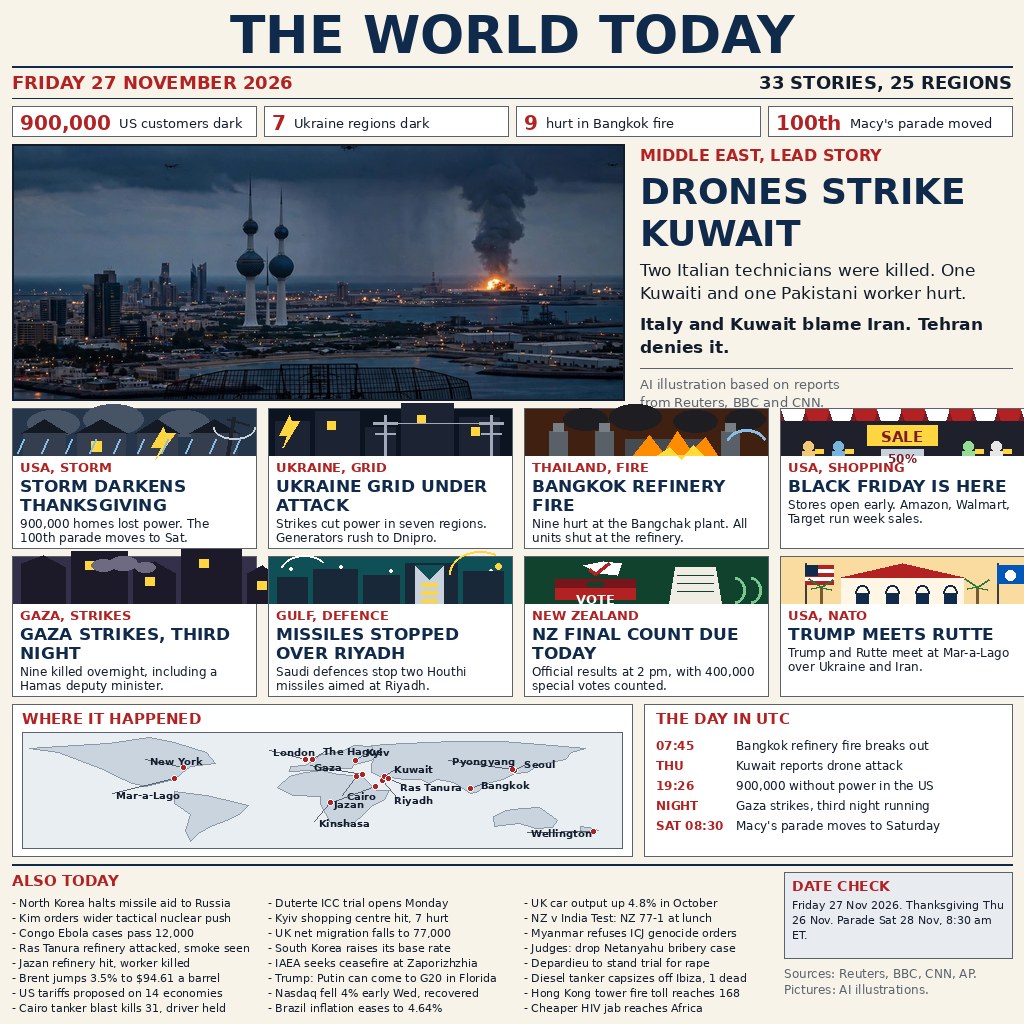 THE WORLD TODAY
FRIDAY 27 NOVEMBER 2026
33 STORIES, 25 REGIONS
900,000 US customers dark
7 Ukraine regions dark
9 hurt in Bangkok fire
100th Macy's parade moved
MIDDLE EAST, LEAD STORY
DRONES STRIKE
KUWAIT
Two Italian technicians were killed. One
Kuwaiti and one Pakistani worker hurt.
Italy and Kuwait blame Iran. Tehran
denies it.
AI illustration based on reports
from Reuters, BBC and CNN.
USA, STORM
STORM DARKENS
THANKSGIVING
900,000 homes lost power. The
100th parade moves to Sat.
UKRAINE, GRID
UKRAINE GRID UNDER
ATTACK
Strikes cut power in seven regions.
Generators rush to Dnipro.
THAILAND, FIRE
BANGKOK REFINERY
FIRE
Nine hurt at the Bangchak plant. All
units shut at the refinery.
SALE
50%
USA, SHOPPING
BLACK FRIDAY IS HERE
Stores open early. Amazon, Walmart,
Target run week sales.
GAZA, STRIKES
GAZA STRIKES, THIRD
NIGHT
Nine killed overnight, including a
Hamas deputy minister.
GULF, DEFENCE
MISSILES STOPPED
OVER RIYADH
Saudi defences stop two Houthi
missiles aimed at Riyadh.
VOTE
NEW ZEALAND
NZ FINAL COUNT DUE
TODAY
Official results at 2 pm, with 400,000
special votes counted.
USA, NATO
TRUMP MEETS RUTTE
Trump and Rutte meet at Mar-a-Lago
over Ukraine and Iran.
WHERE IT HAPPENED
London
The Hague
Kyiv
New York
Gaza
Kuwait
Pyongyang
Seoul
Mar-a-Lago
Cairo
Ras Tanura
Bangkok
Jazan
Riyadh
Kinshasa
Wellington
THE DAY IN UTC
07:45 Bangkok refinery fire breaks out
THU Kuwait reports drone attack
19:26 900,000 without power in the US
NIGHT Gaza strikes, third night running
SAT 08:30 Macy's parade moves to Saturday
ALSO TODAY
- North Korea halts missile aid to Russia
- Kim orders wider tactical nuclear push
- Congo Ebola cases pass 12,000
- Ras Tanura refinery attacked, smoke seen
- Jazan refinery hit, worker killed
- Brent jumps 3.5% to $94.61 a barrel
- US tariffs proposed on 14 economies
- Cairo tanker blast kills 31, driver held
- Duterte ICC trial opens Monday
- Kyiv shopping centre hit, 7 hurt
- UK net migration falls to 77,000
- South Korea raises its base rate
- IAEA seeks ceasefire at Zaporizhzhia
- Trump: Putin can come to G20 in Florida
- Nasdaq fell 4% early Wed, recovered
- Brazil inflation eases to 4.64%
- UK car output up 4.8% in October
- NZ v India Test: NZ 77-1 at lunch
- Myanmar refuses ICJ genocide orders
- Judges: drop Netanyahu bribery case
- Depardieu to stand trial for rape
- Diesel tanker capsizes off Ibiza, 1 dead
- Hong Kong tower fire toll reaches 168
- Cheaper HIV jab reaches Africa
DATE CHECK
Friday 27 Nov 2026. Thanksgiving Thu
26 Nov. Parade Sat 28 Nov, 8:30 am
ET.
Sources: Reuters, BBC, CNN, AP.
Pictures: AI illustrations.